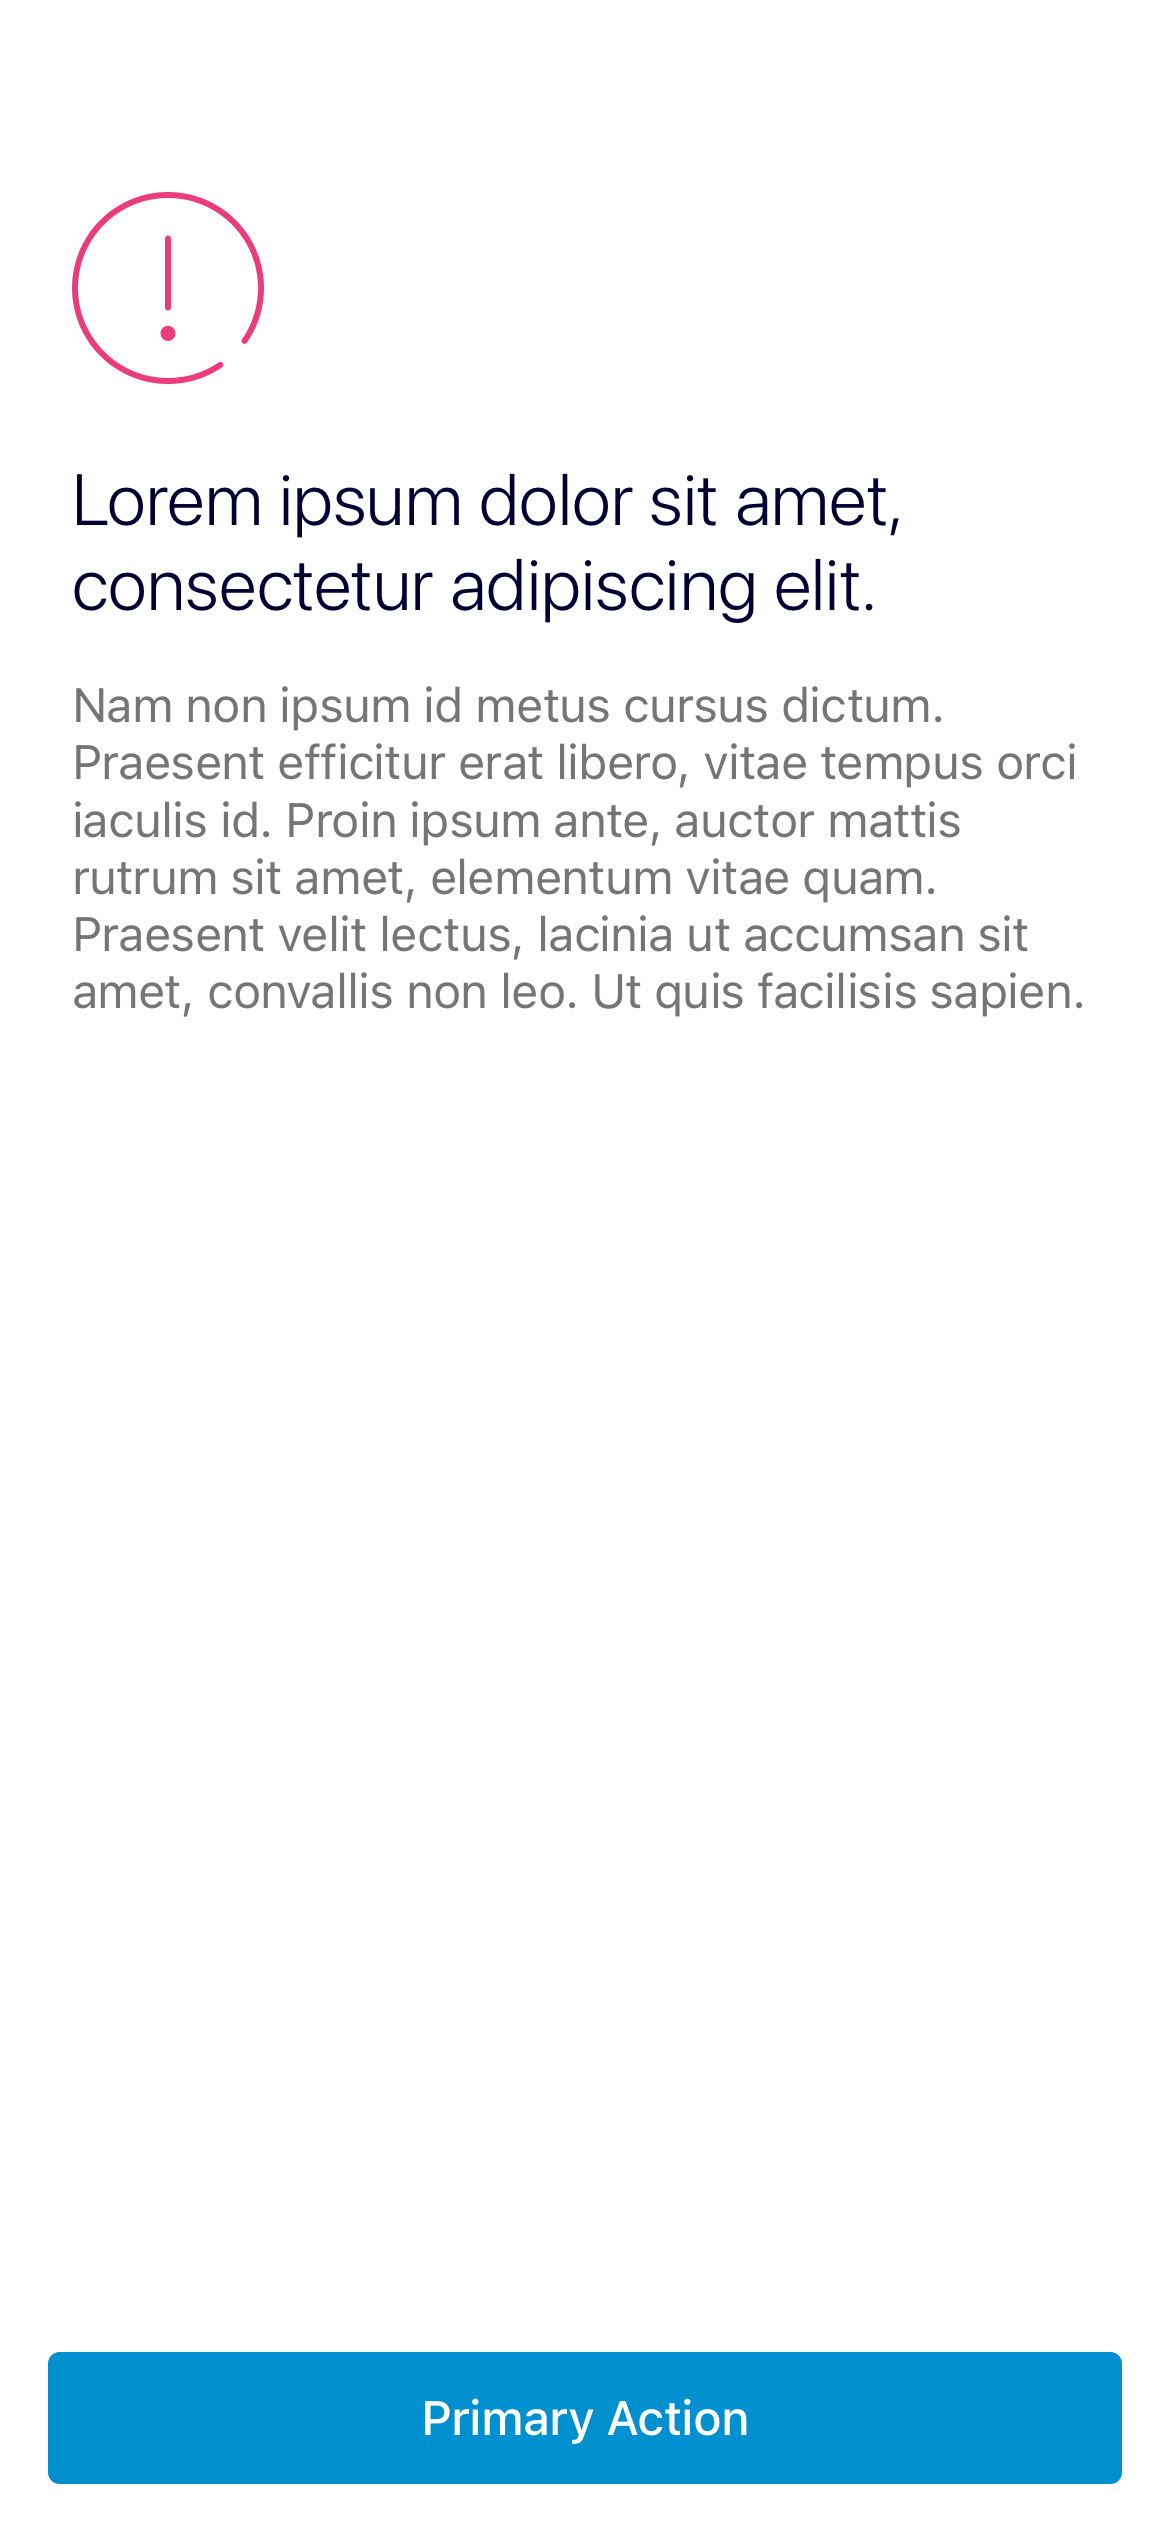 Lorem ipsum dolor sit amet,
consectetur adipiscing elit.
Nam non ipsum id metus cursus dictum.
Praesent efficitur erat libero, vitae tempus orci
iaculis id. Proin ipsum ante, auctor mattis
rutrum sit amet, elementum vitae quam.
Praesent velit lectus, lacinia ut accumsan sit
amet, convallis non leo. Ut quis facilisis sapien.
Primary Action